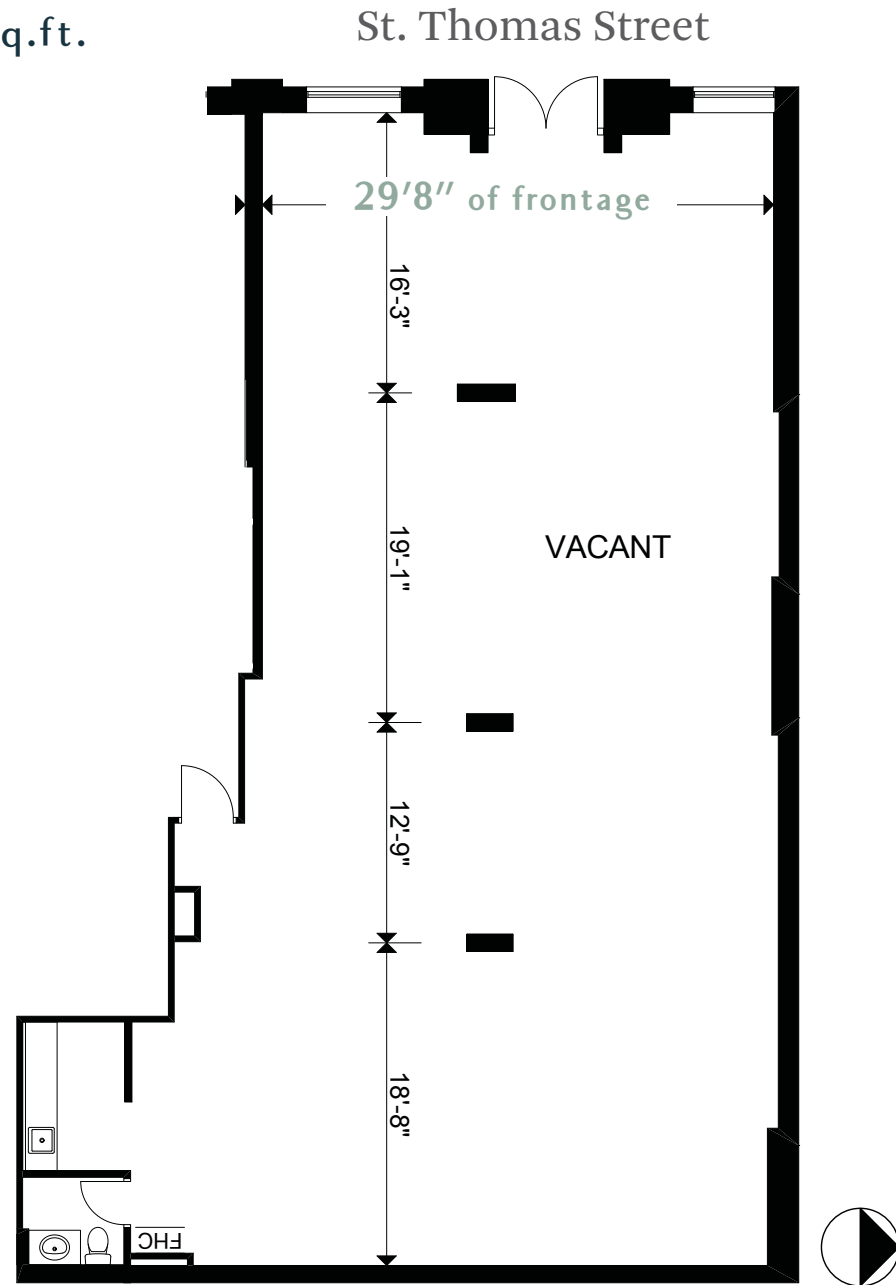 q.ft.
St. Thomas Street
29'8" of frontage
16'-3"
19'-1"
VACANT
12'-9"
18'-8"
FHC